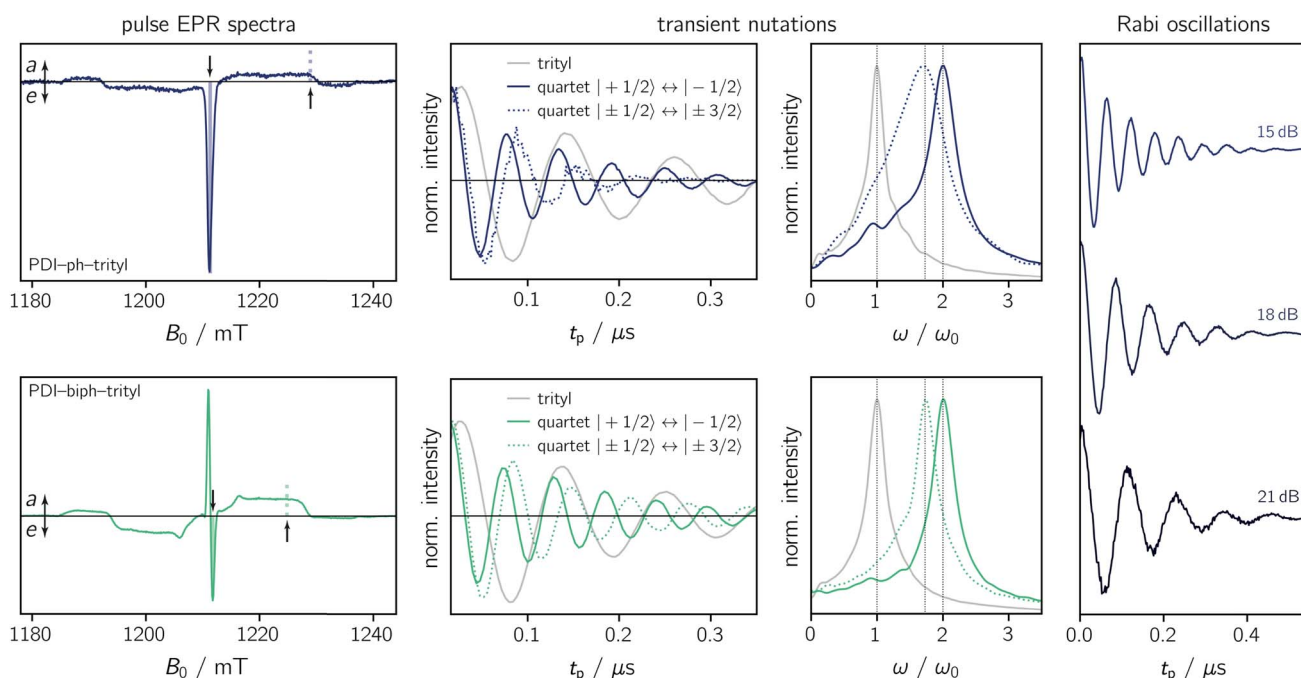 pulse EPR spectra
transient nutations
Rabi oscillations
a
e
PDI–ph–trityl
1180 1200 1220 1240
B₀ / mT
norm. intensity
trityl
quartet | + 1/2⟩ ↔ | − 1/2⟩
quartet | ± 1/2⟩ ↔ | ± 3/2⟩
0.1 0.2 0.3
tₚ / μs
norm. intensity
0 1 2 3
ω / ω₀
15 dB
18 dB
21 dB
0.0 0.2 0.4
tₚ / μs
PDI–biph–trityl
a
e
1180 1200 1220 1240
B₀ / mT
norm. intensity
trityl
quartet | + 1/2⟩ ↔ | − 1/2⟩
quartet | ± 1/2⟩ ↔ | ± 3/2⟩
0.1 0.2 0.3
tₚ / μs
norm. intensity
0 1 2 3
ω / ω₀